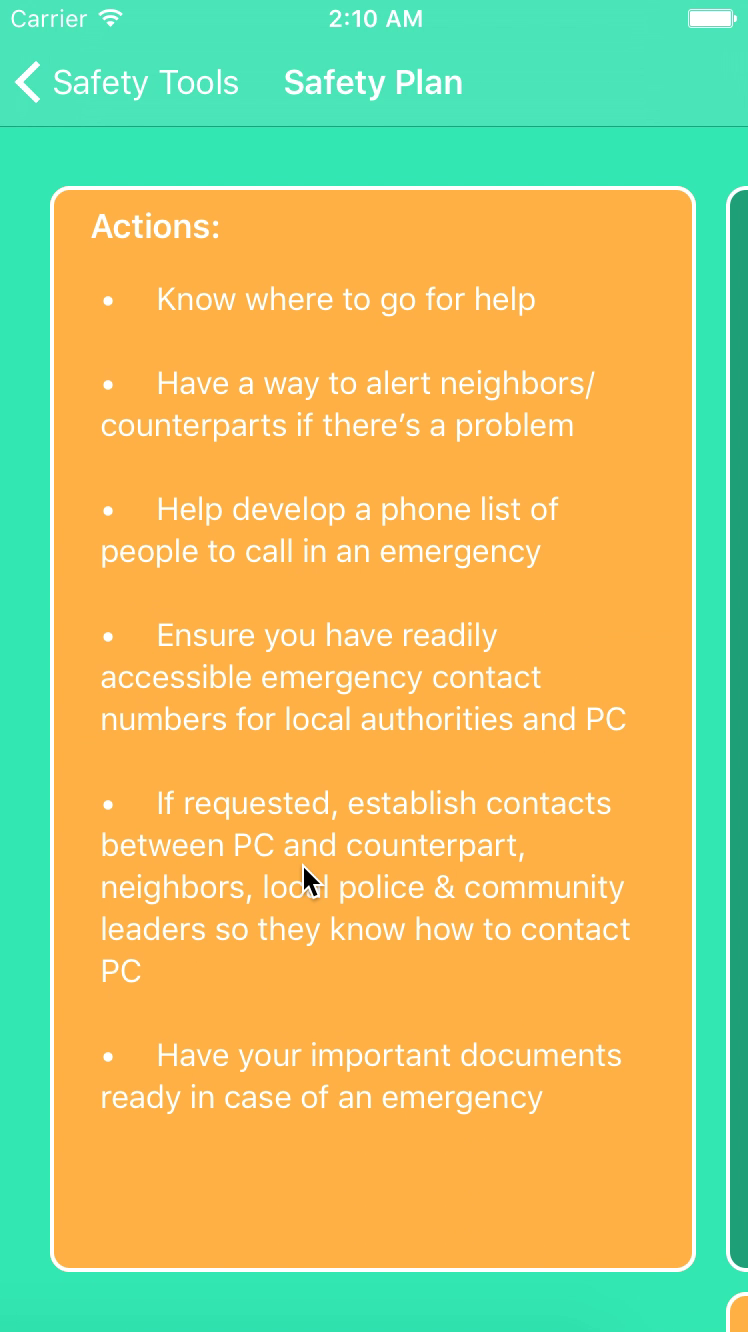 Carrier 2:10 AM
Safety Tools Safety Plan
Actions:
• Know where to go for help
• Have a way to alert neighbors/
counterparts if there’s a problem
• Help develop a phone list of
people to call in an emergency
• Ensure you have readily
accessible emergency contact
numbers for local authorities and PC
• If requested, establish contacts
between PC and counterpart,
neighbors, local police & community
leaders so they know how to contact
PC
• Have your important documents
ready in case of an emergency